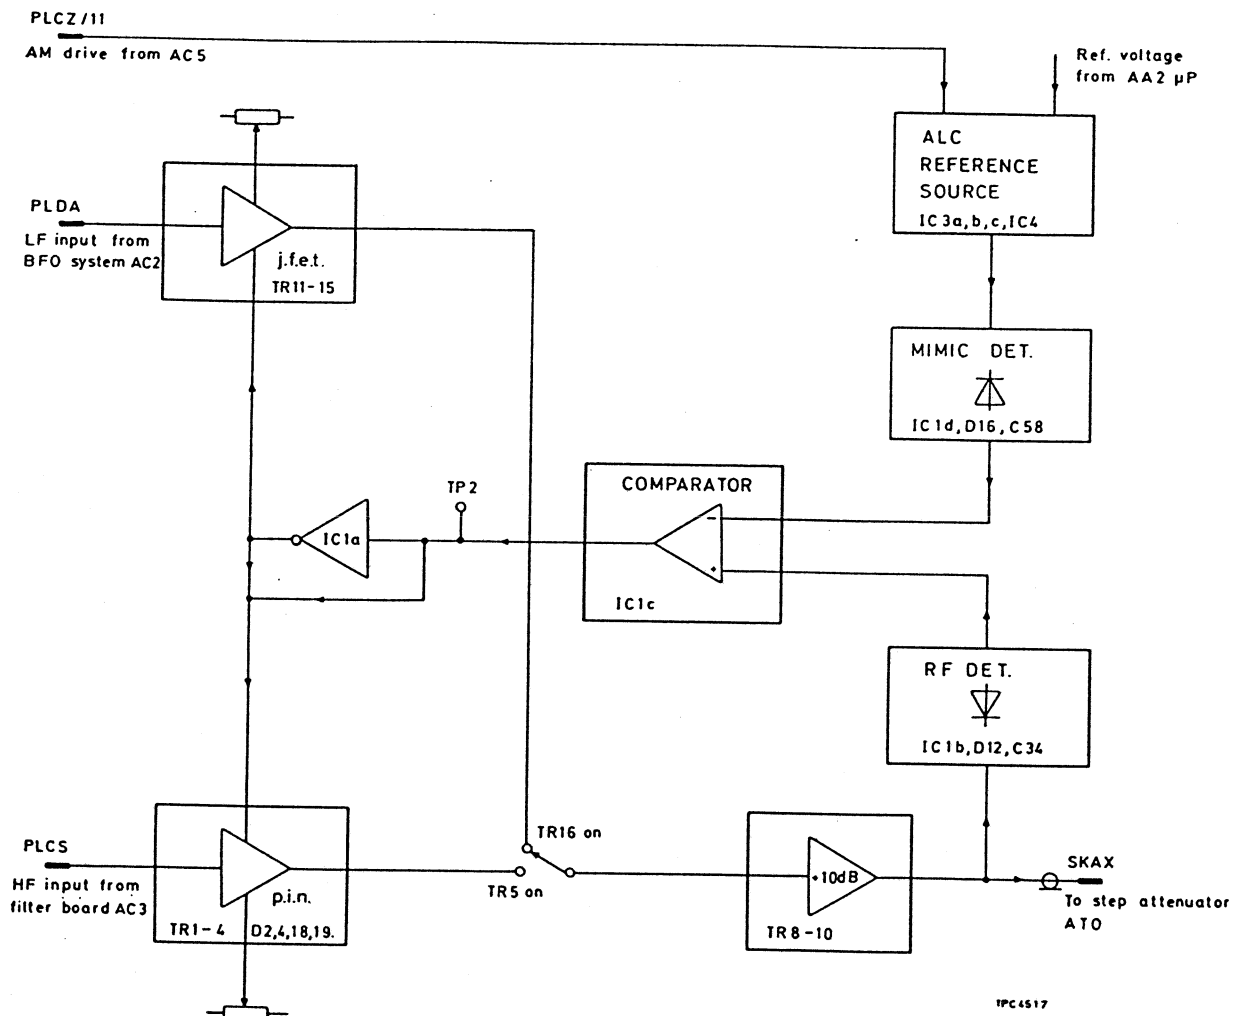 PLCZ/11
AM drive from AC5
Ref. voltage
from AA2 µP
ALC
REFERENCE
SOURCE
IC3a,b,c,IC4
PLDA
LF input from
BFO system AC2
j.f.e.t.
TR11-15
MIMIC DET.
IC1d,D16,C58
TP2
IC1a
COMPARATOR
-
+
IC1c
RF DET.
IC1b,D12,C34
PLCS
HF input from
filter board AC3
p.i.n.
TR1-4 D2,4,18,19.
TR16 on
TR5 on
+10dB
TR8-10
SKAX
To step attenuator
AT0
TPC4517